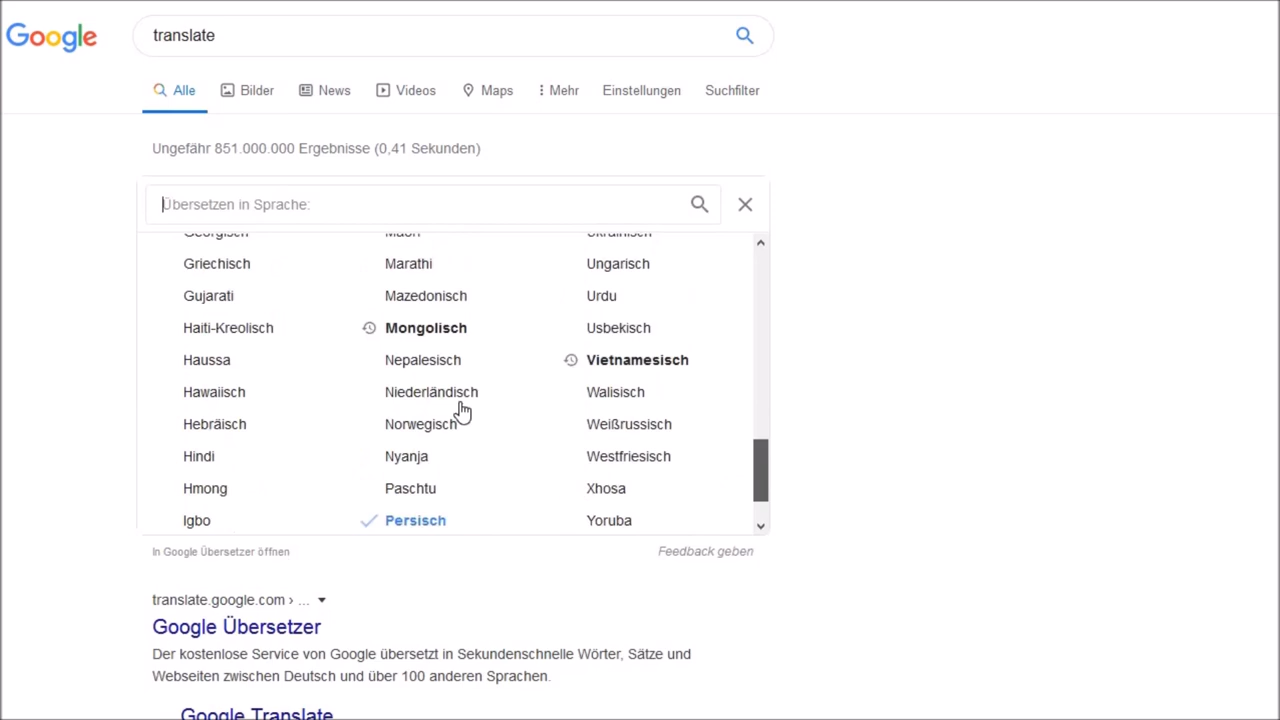 Google
translate
Alle Bilder News Videos Maps Mehr Einstellungen Suchfilter
Ungefähr 851.000.000 Ergebnisse (0,41 Sekunden)
Übersetzen in Sprache:
Georgisch Maori Ukrainisch
Griechisch Marathi Ungarisch
Gujarati Mazedonisch Urdu
Haiti-Kreolisch Mongolisch Usbekisch
Haussa Nepalesisch Vietnamesisch
Hawaiisch Niederländisch Walisisch
Hebräisch Norwegisch Weißrussisch
Hindi Nyanja Westfriesisch
Hmong Paschtu Xhosa
Igbo Persisch Yoruba
In Google Übersetzer öffnen Feedback geben
translate.google.com › ...
Google Übersetzer
Der kostenlose Service von Google übersetzt in Sekundenschnelle Wörter, Sätze und
Webseiten zwischen Deutsch und über 100 anderen Sprachen.
Google Translate